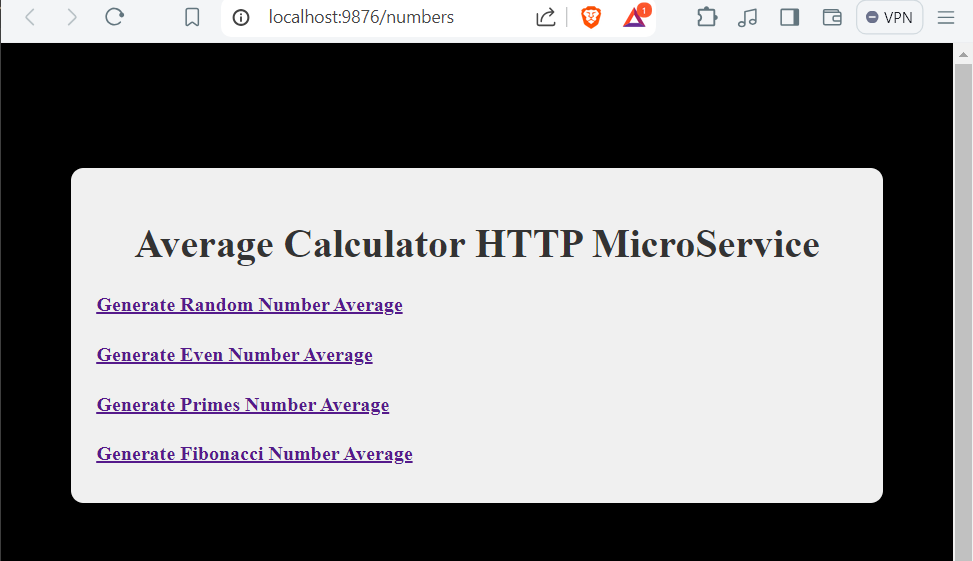 localhost:9876/numbers
1
VPN
Average Calculator HTTP MicroService
Generate Random Number Average
Generate Even Number Average
Generate Primes Number Average
Generate Fibonacci Number Average